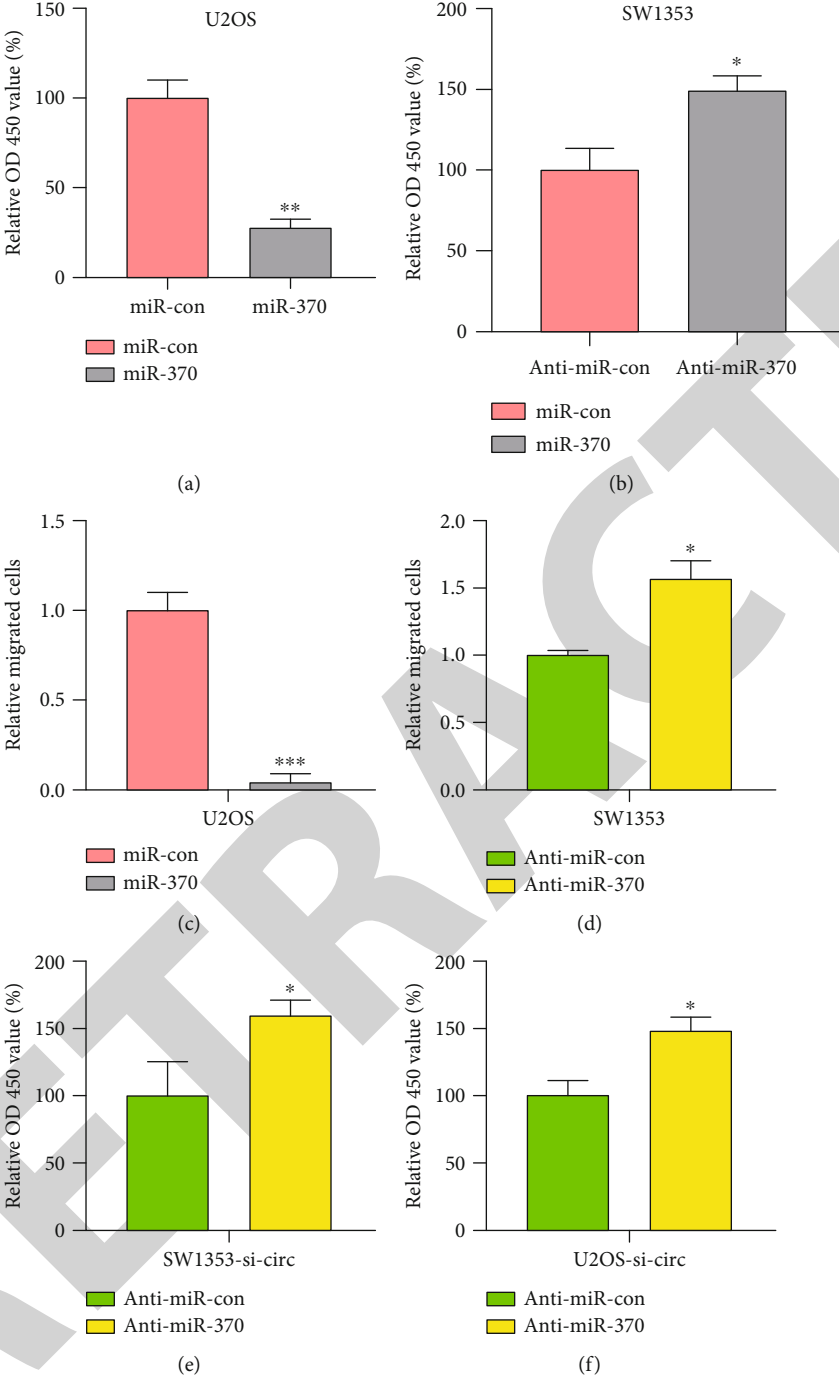 U2OS
Relative OD 450 value (%)
150
100
50
0
**
miR-con miR-370
miR-con
miR-370
(a)
SW1353
Relative OD 450 value (%)
200
150
100
50
0
*
Anti-miR-con Anti-miR-370
miR-con
miR-370
(b)
Relative migrated cells
1.5
1.0
0.5
0.0
***
U2OS
miR-con
miR-370
(c)
Relative migrated cells
2.0
1.5
1.0
0.5
0.0
*
SW1353
Anti-miR-con
Anti-miR-370
(d)
Relative OD 450 value (%)
200
150
100
50
0
*
SW1353-si-circ
Anti-miR-con
Anti-miR-370
(e)
Relative OD 450 value (%)
200
150
100
50
0
*
U2OS-si-circ
Anti-miR-con
Anti-miR-370
(f)
RETRACT